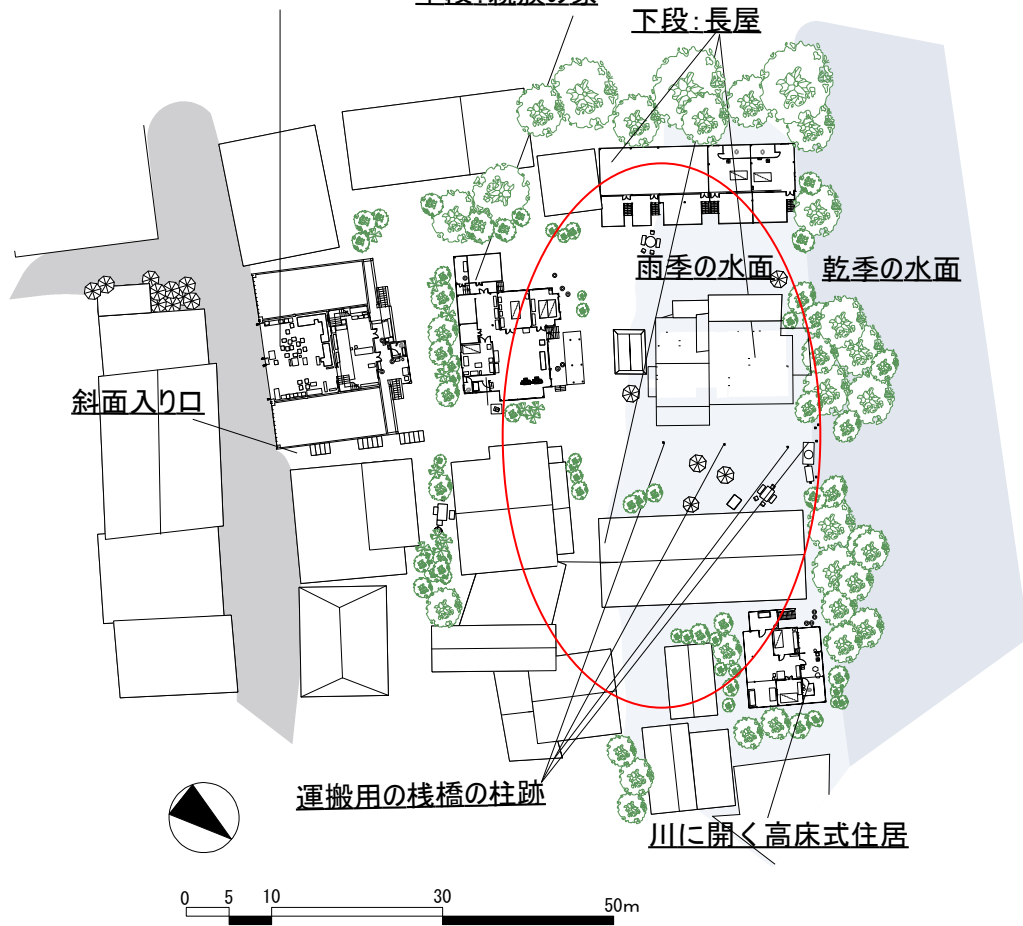 下段：長屋
雨季の水面
乾季の水面
斜面入り口
運搬用の桟橋の柱跡
川に開く高床式住居
0 5 10 30 50m